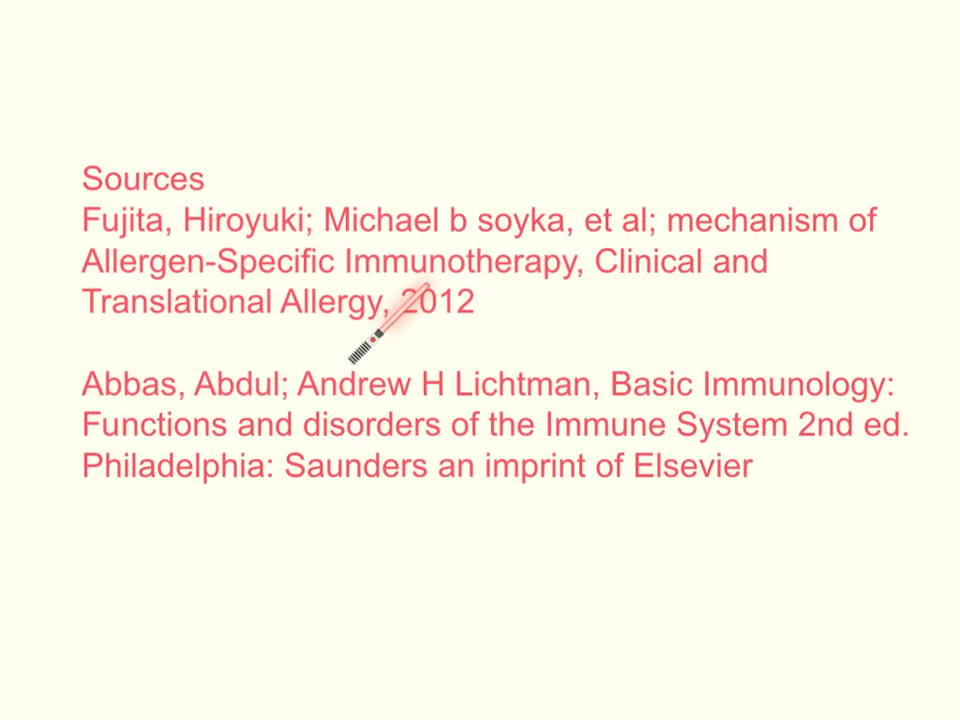 Sources
Fujita, Hiroyuki; Michael b soyka, et al; mechanism of
Allergen-Specific Immunotherapy, Clinical and
Translational Allergy, 2012
Abbas, Abdul; Andrew H Lichtman, Basic Immunology:
Functions and disorders of the Immune System 2nd ed.
Philadelphia: Saunders an imprint of Elsevier